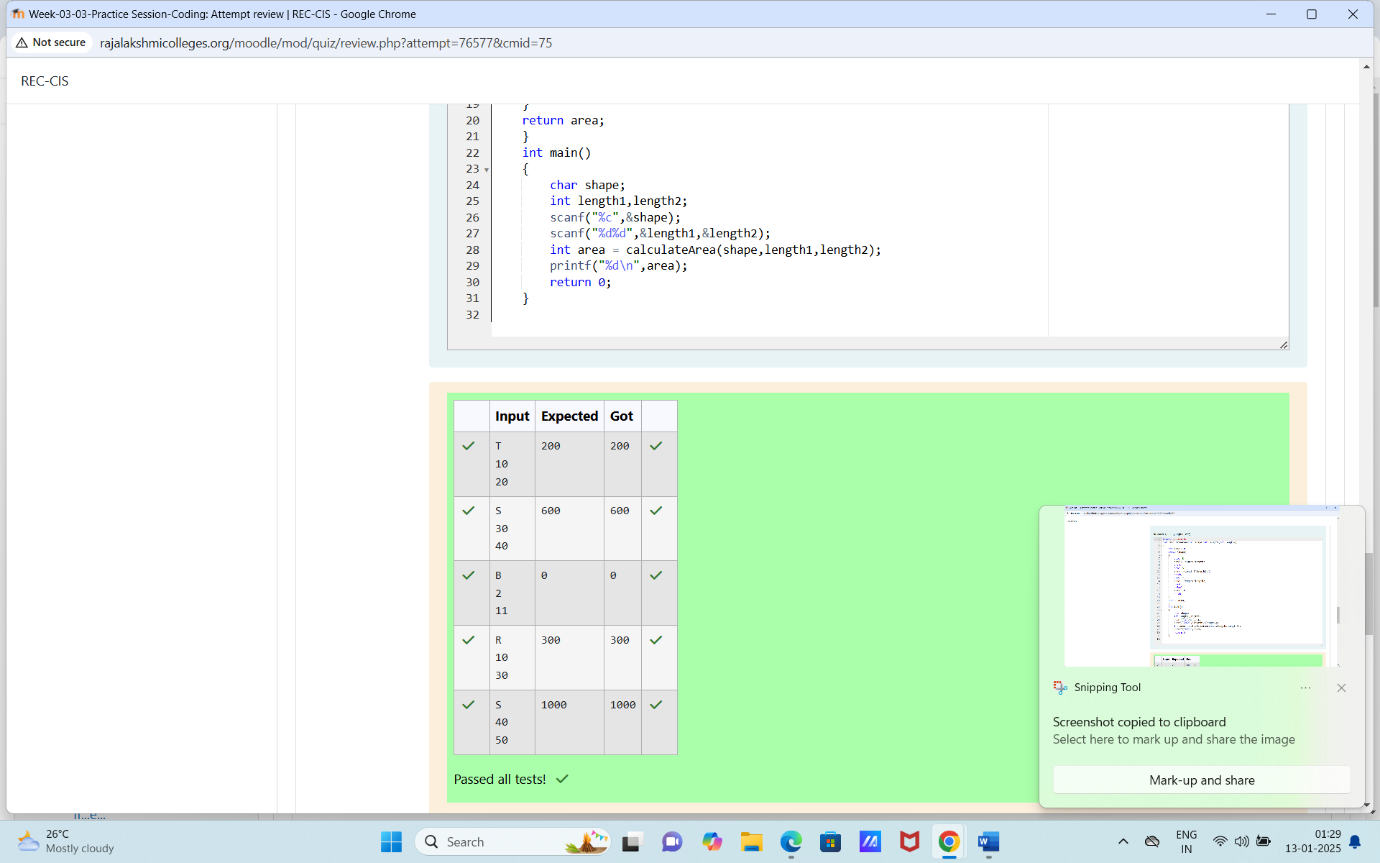 Week-03-03-Practice Session-Coding: Attempt review | REC-CIS - Google Chrome
Not secure rajalakshmicolleges.org/moodle/mod/quiz/review.php?attempt=76577&cmid=75
REC-CIS
19 }
20 return area;
21 }
22 int main()
23 {
24 char shape;
25 int length1,length2;
26 scanf("%c",&shape);
27 scanf("%d%d",&length1,&length2);
28 int area = calculateArea(shape,length1,length2);
29 printf("%d\n",area);
30 return 0;
31 }
32
Input Expected Got
T 200 200
10
20
S 600 600
30
40
B 0 0
2
11
R 300 300
10
30
S 1000 1000
40
50
Passed all tests!
Snipping Tool
Screenshot copied to clipboard
Select here to mark up and share the image
Mark-up and share
26°C
Mostly cloudy
Search
ENG
IN
01:29
13-01-2025